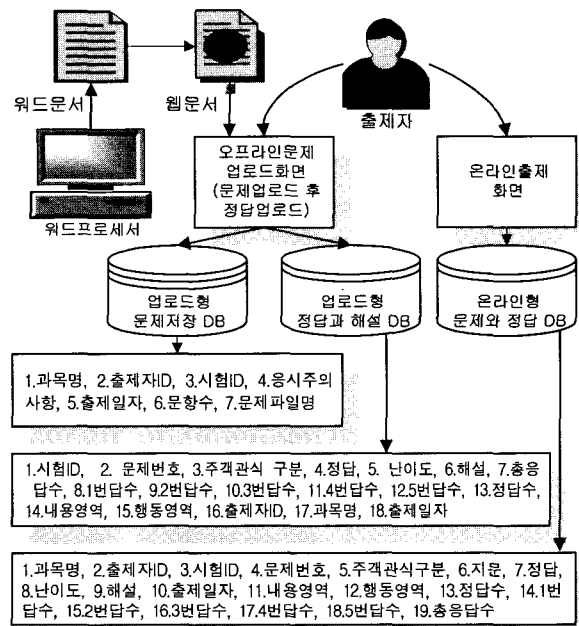 워드문서
웹문서
출제자
워드프로세서
오프라인문제
업로드화면
(문제업로드 후
정답업로드)
온라인출제
화면
업로드형
문제저장 DB
업로드형
정답과 해설 DB
온라인형
문제와 정답 DB
1.과목명, 2.출제자ID, 3.시험ID, 4.응시주의
사항, 5.출제일자, 6.문항수, 7.문제파일명
1.시험ID, 2. 문제번호, 3.주객관식 구분, 4.정답, 5. 난이도, 6.해설, 7.총응
답수, 8.1번답수, 9.2번답수, 10.3번답수, 11.4번답수, 12.5번답수, 13.정답수,
14.내용영역, 15.행동영역, 16.출제자ID, 17.과목명, 18.출제일자
1.과목명, 2.출제자ID, 3.시험ID, 4.문제번호, 5.주객관식구분, 6.지문, 7.정답,
8.난이도, 9.해설, 10.출제일자, 11.내용영역, 12.행동영역, 13.정답수, 14.1번
답수, 15.2번답수, 16.3번답수, 17.4번답수, 18.5번답수, 19.총응답수